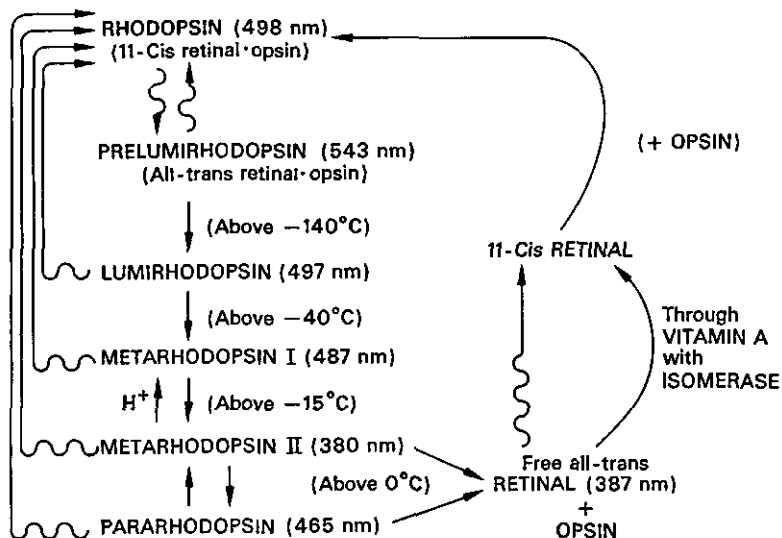 RHODOPSIN (498 nm)
(11-Cis retinal·opsin)
PRELUMIRHODOPSIN (543 nm)
(All-trans retinal·opsin)
(+ OPSIN)
(Above −140°C)
11-Cis RETINAL
LUMIRHODOPSIN (497 nm)
(Above −40°C)
Through
VITAMIN A
with
ISOMERASE
METARHODOPSIN I (487 nm)
H+
(Above −15°C)
METARHODOPSIN II (380 nm)
Free all-trans
(Above 0°C)
RETINAL (387 nm)
+
OPSIN
PARARHODOPSIN (465 nm)